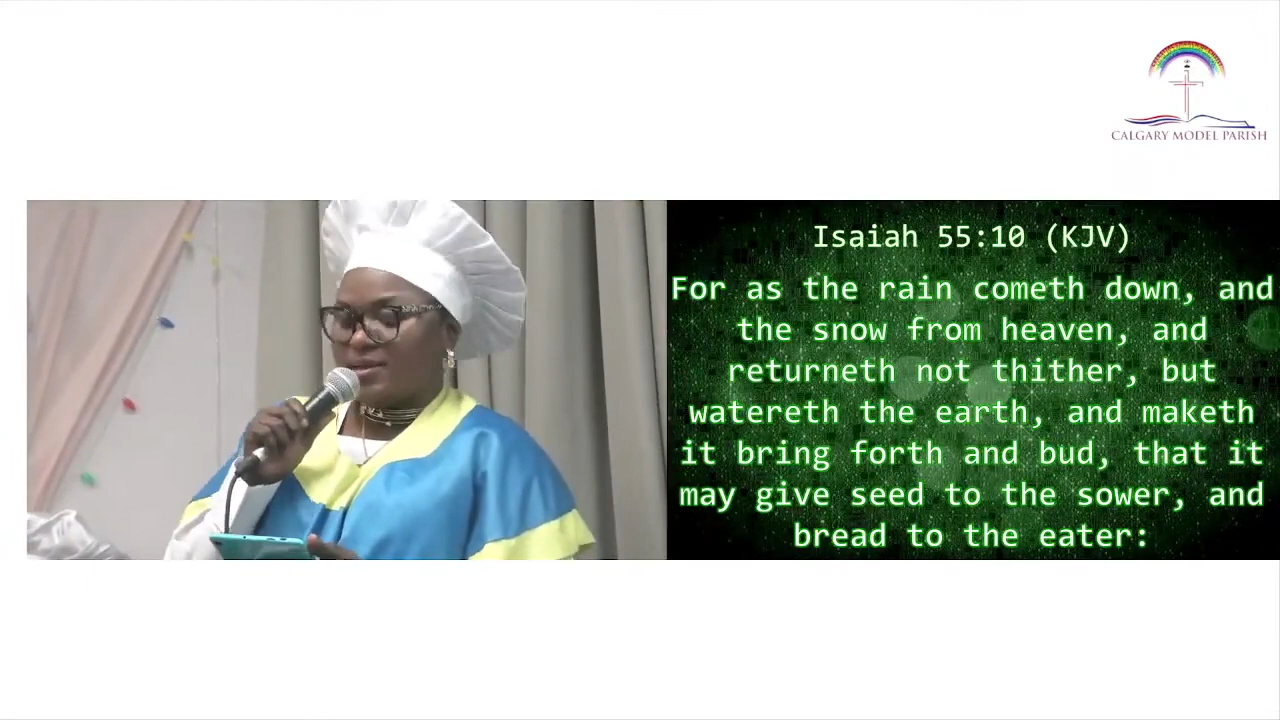 CALGARY MODEL PARISH
Isaiah 55:10 (KJV)
For as the rain cometh down, and
the snow from heaven, and
returneth not thither, but
watereth the earth, and maketh
it bring forth and bud, that it
may give seed to the sower, and
bread to the eater: